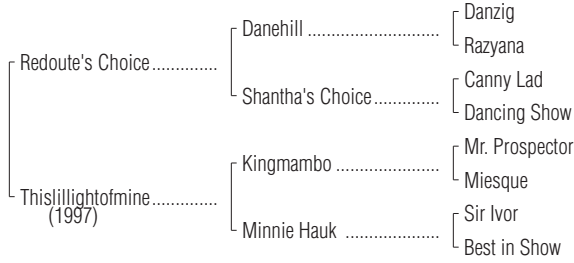 Danzig
Danehill ...........................
Razyana
Redoute's Choice..............
Canny Lad
Shantha's Choice..............
Dancing Show
Mr. Prospector
Kingmambo .....................
Miesque
Thislillightofmine..............
(1997)
Sir Ivor
Minnie Hauk ...................
Best in Show